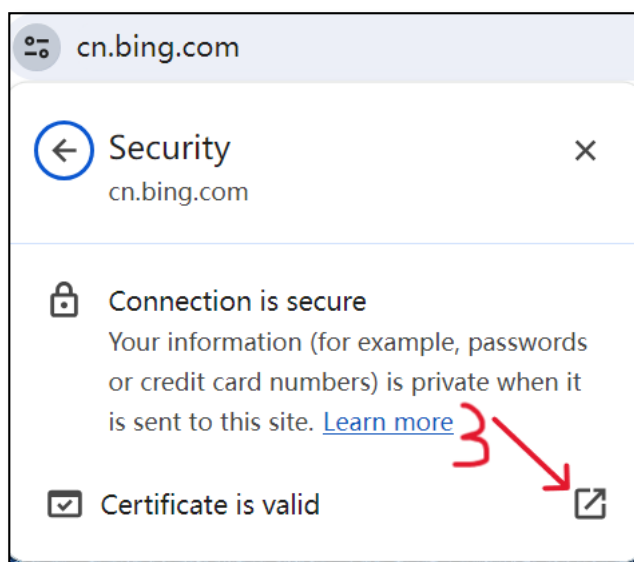 cn.bing.com
Security
cn.bing.com
Connection is secure
Your information (for example, passwords
or credit card numbers) is private when it
is sent to this site. Learn more
3
Certificate is valid